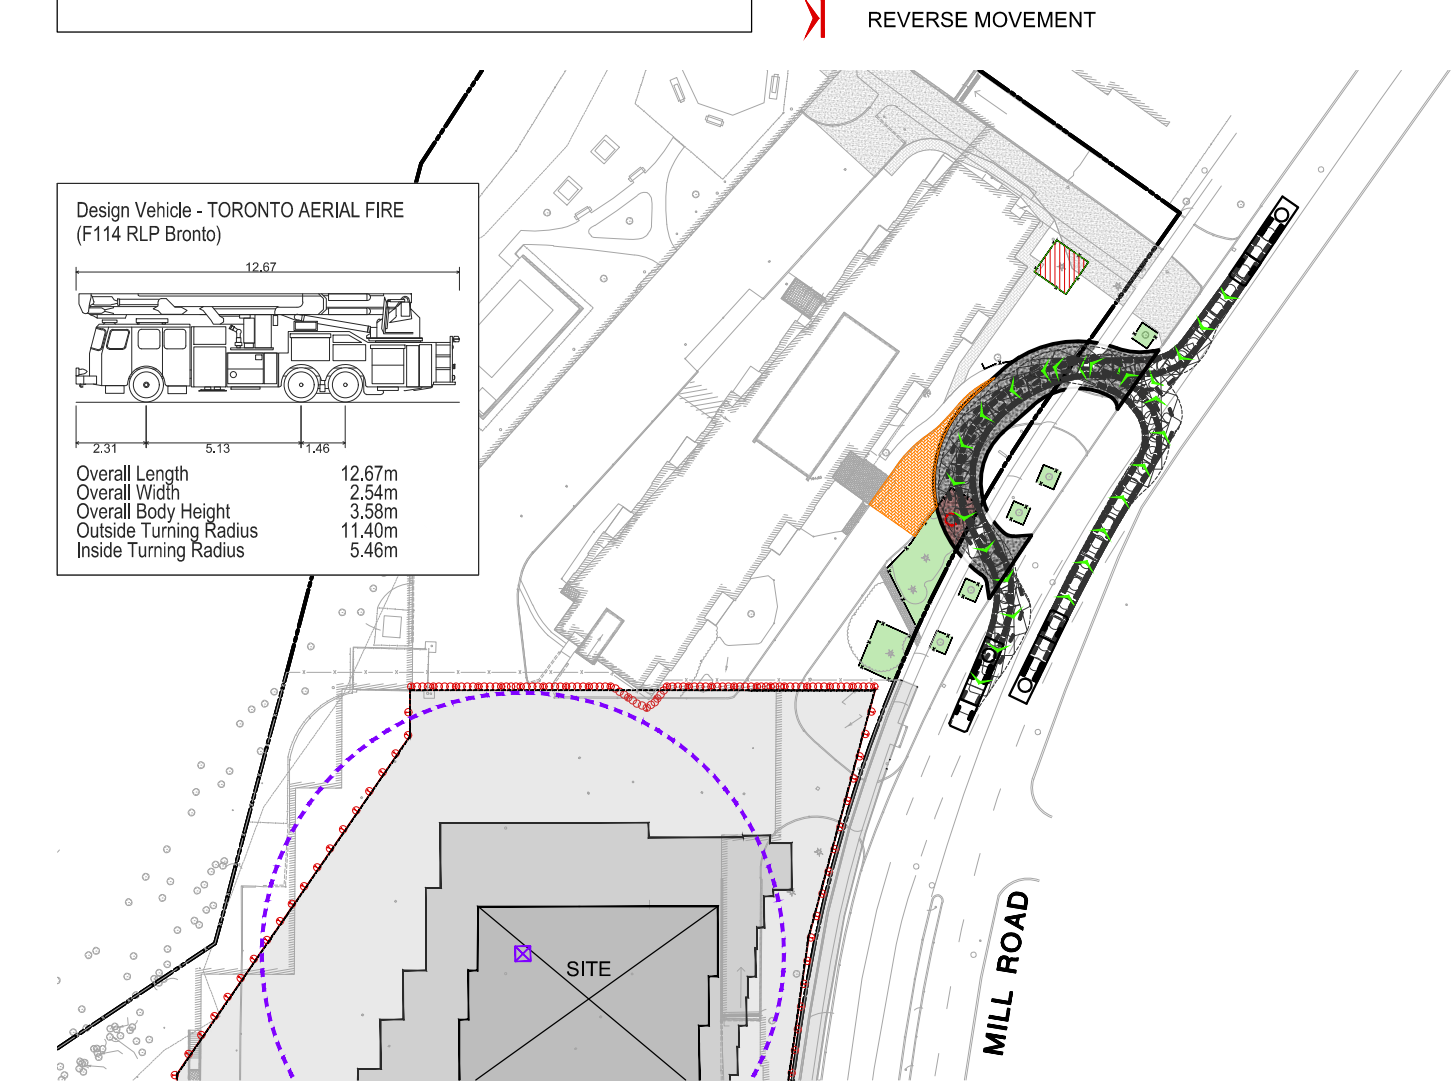 REVERSE MOVEMENT
Design Vehicle - TORONTO AERIAL FIRE
(F114 RLP Bronto)
12.67
2.31 5.13 1.46
Overall Length 12.67m
Overall Width 2.54m
Overall Body Height 3.58m
Outside Turning Radius 11.40m
Inside Turning Radius 5.46m
SITE
MILL ROAD